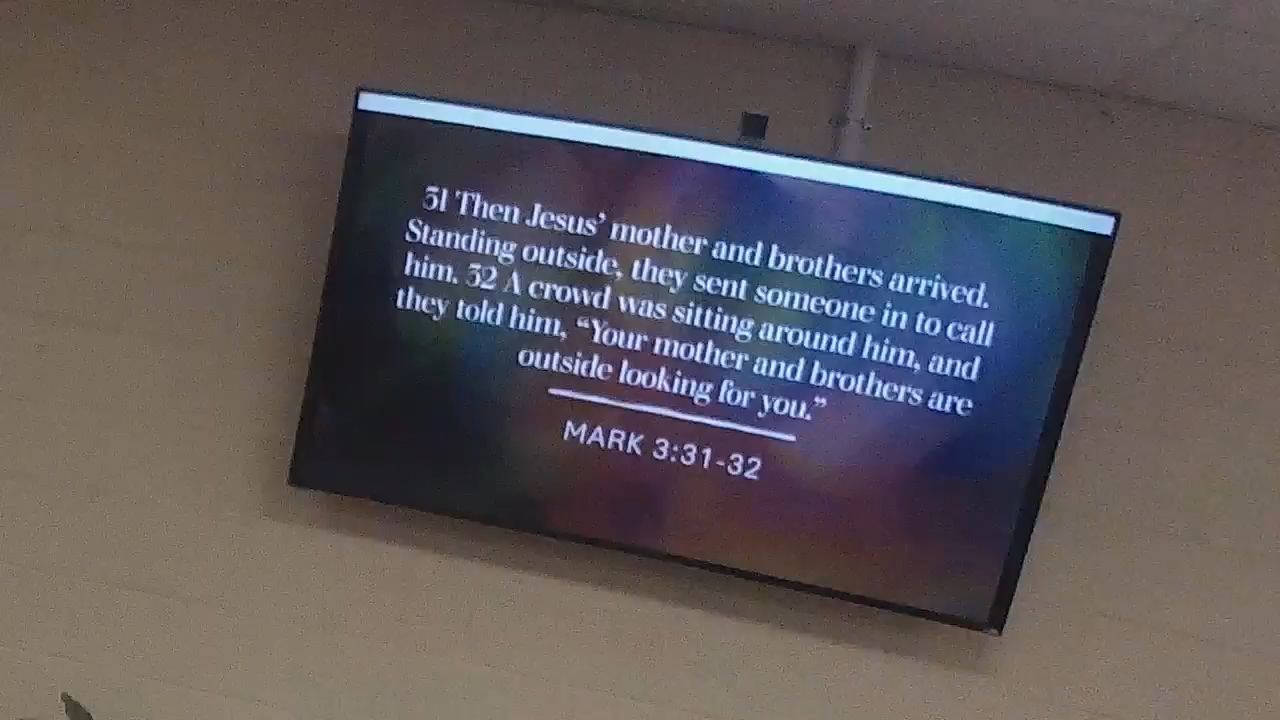 31 Then Jesus’ mother and brothers arrived.
Standing outside, they sent someone in to call
him. 32 A crowd was sitting around him, and
they told him, “Your mother and brothers are
outside looking for you.”
MARK 3:31-32